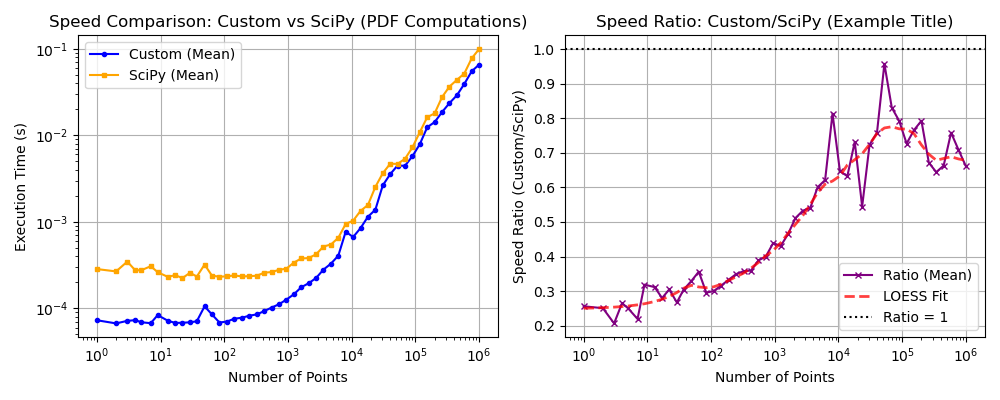 Speed Comparison: Custom vs SciPy (PDF Computations)
Execution Time (s)
10⁻¹
10⁻²
10⁻³
10⁻⁴
Custom (Mean)
SciPy (Mean)
10⁰ 10¹ 10² 10³ 10⁴ 10⁵ 10⁶
Number of Points
Speed Ratio: Custom/SciPy (Example Title)
Speed Ratio (Custom/SciPy)
1.0
0.9
0.8
0.7
0.6
0.5
0.4
0.3
0.2
Ratio (Mean)
LOESS Fit
Ratio = 1
10⁰ 10¹ 10² 10³ 10⁴ 10⁵ 10⁶
Number of Points